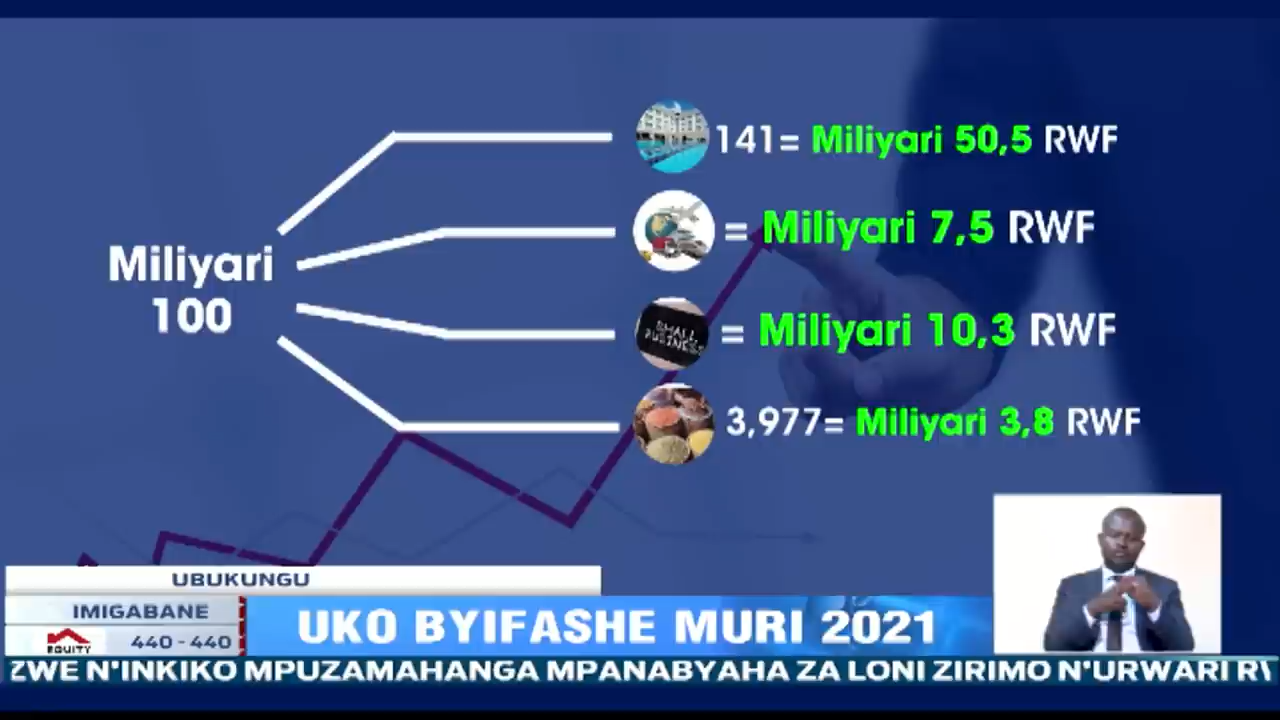 141= Miliyari 50,5 RWF
= Miliyari 7,5 RWF
Miliyari
100
SMALL
BUSINESS
= Miliyari 10,3 RWF
3,977= Miliyari 3,8 RWF
UBUKUNGU
IMIGABANE
EQUITY
440 - 440
UKO BYIFASHE MURI 2021
ZWE N'INKIKO MPUZAMAHANGA MPANABYAHA ZA LONI ZIRIMO N'URWARI